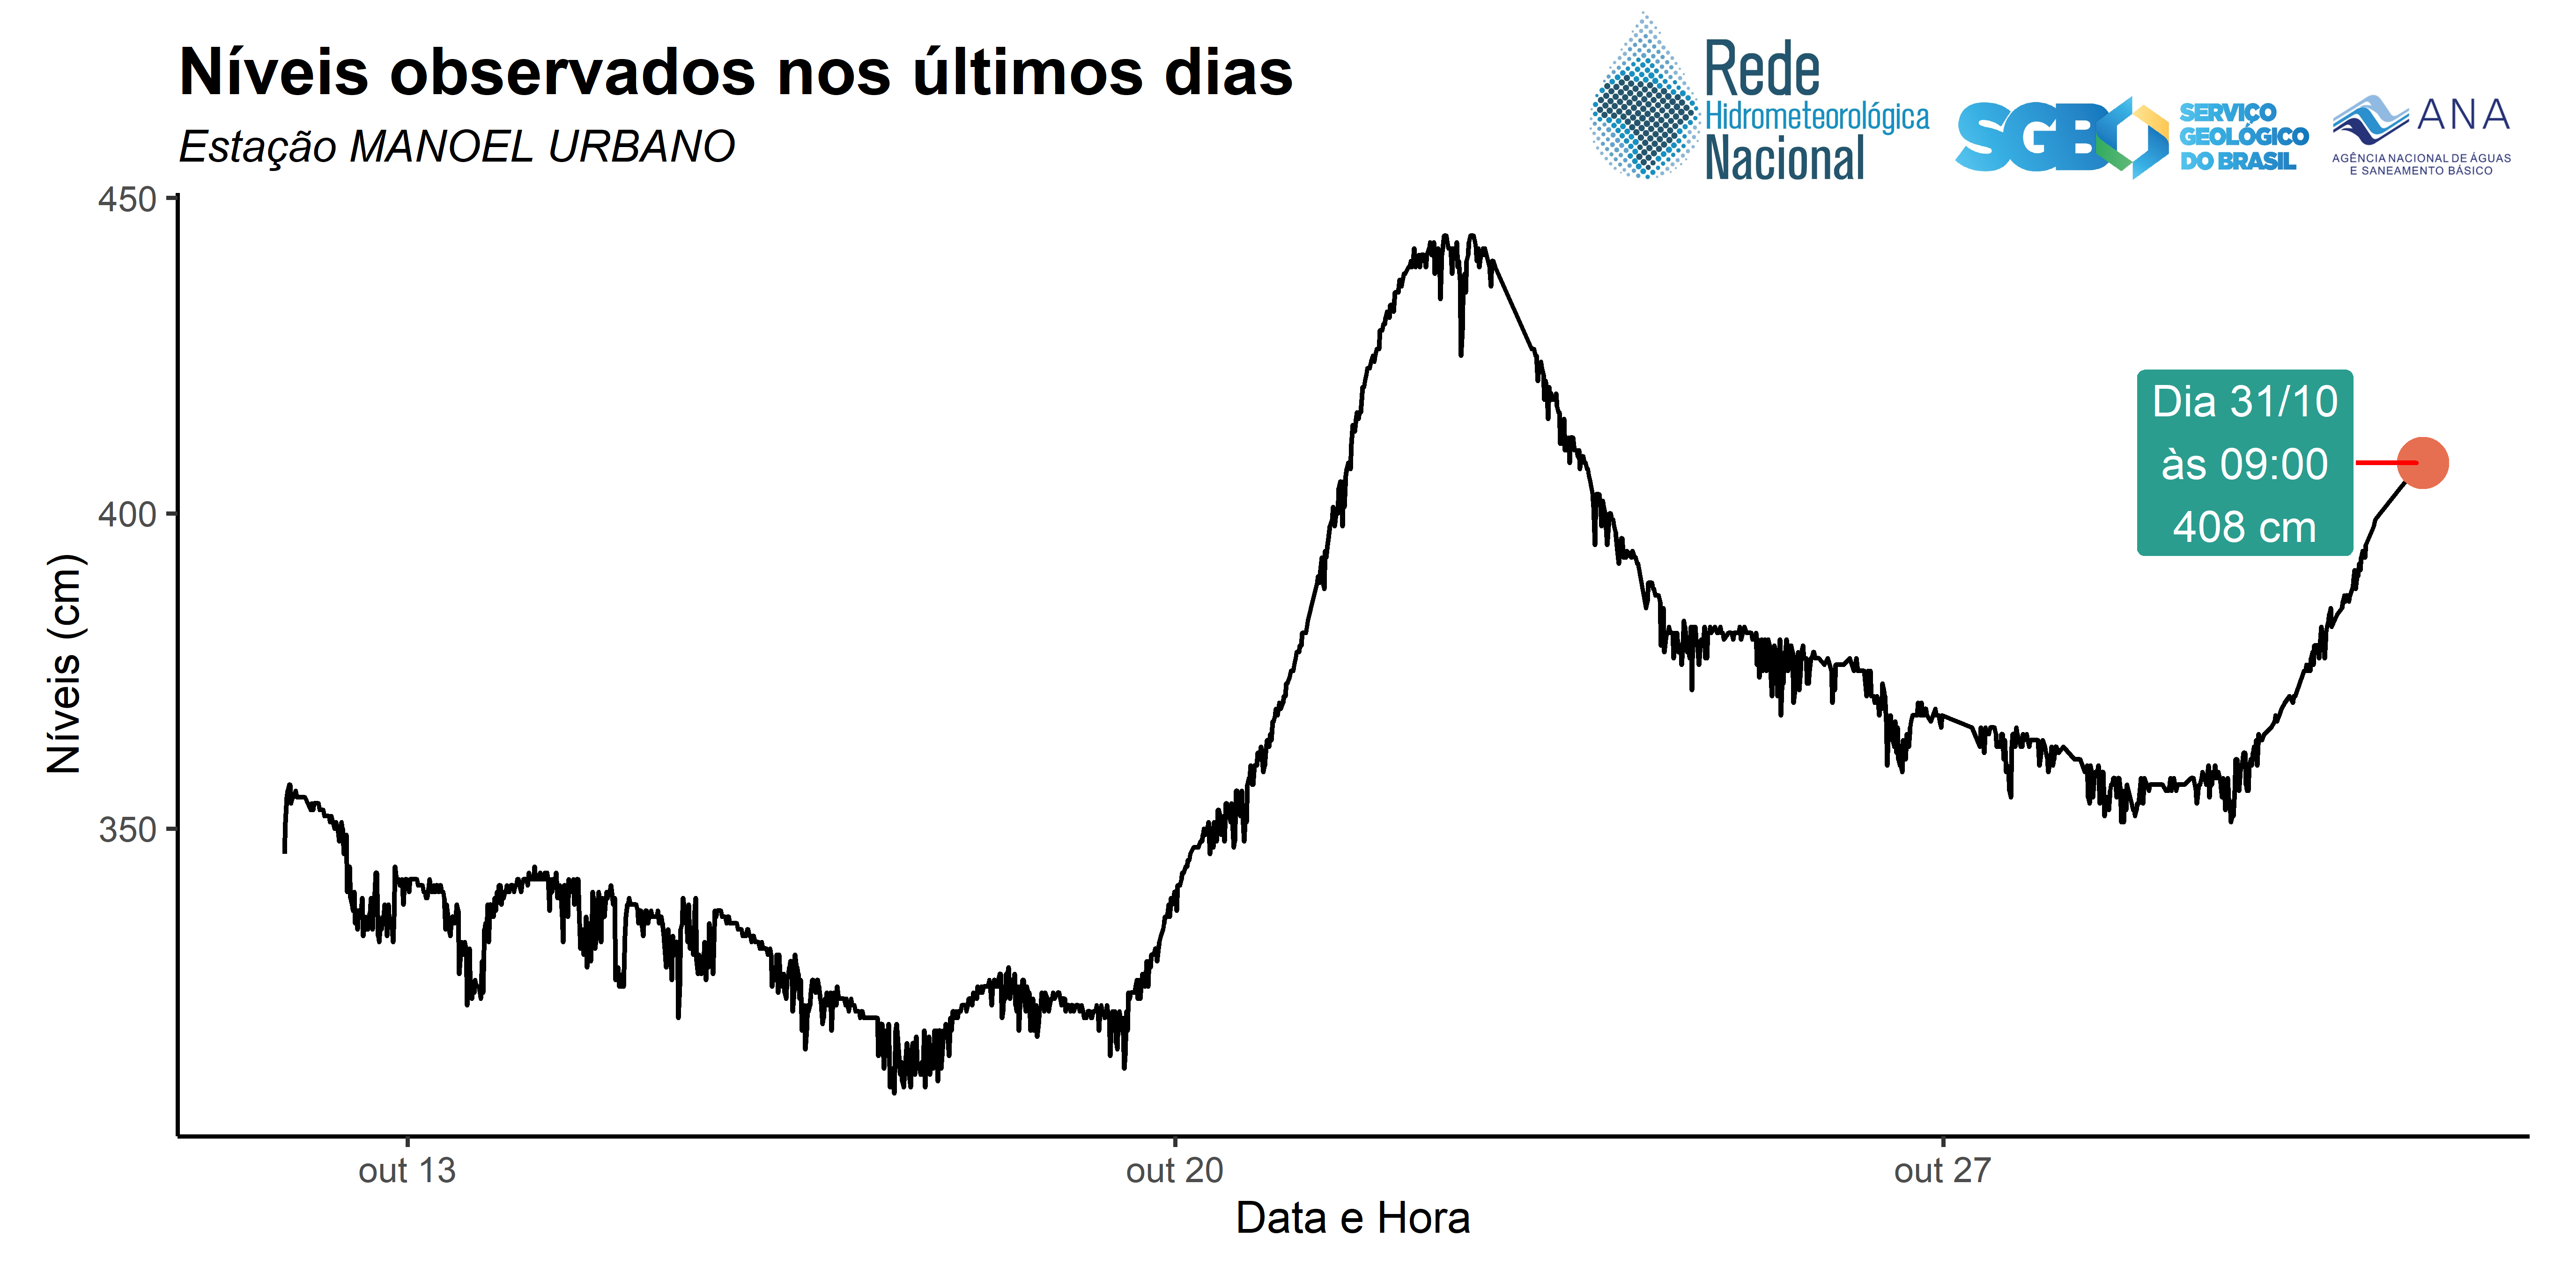 Níveis observados nos últimos dias
Estação MANOEL URBANO
Rede
Hidrometeorológica
Nacional
SGB
SERVIÇO
GEOLÓGICO
DO BRASIL
ANA
AGÊNCIA NACIONAL DE ÁGUAS
E SANEAMENTO BÁSICO
450
400
350
Níveis (cm)
Dia 31/10
às 09:00
408 cm
out 13
out 20
out 27
Data e Hora